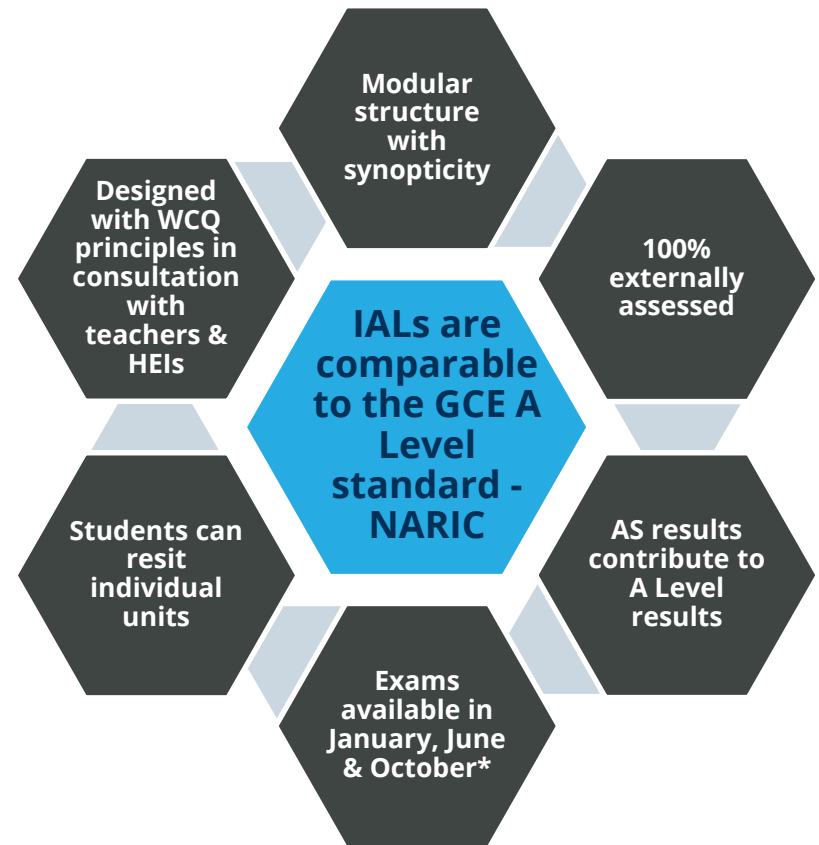 Modular
structure
with
synopticity
100%
externally
assessed
AS results
contribute to
A Level
results
Exams
available in
January, June
& October*
Students can
resit
individual
units
Designed
with WCQ
principles in
consultation
with
teachers &
HEIs
IALs are
comparable
to the GCE A
Level
standard -
NARIC